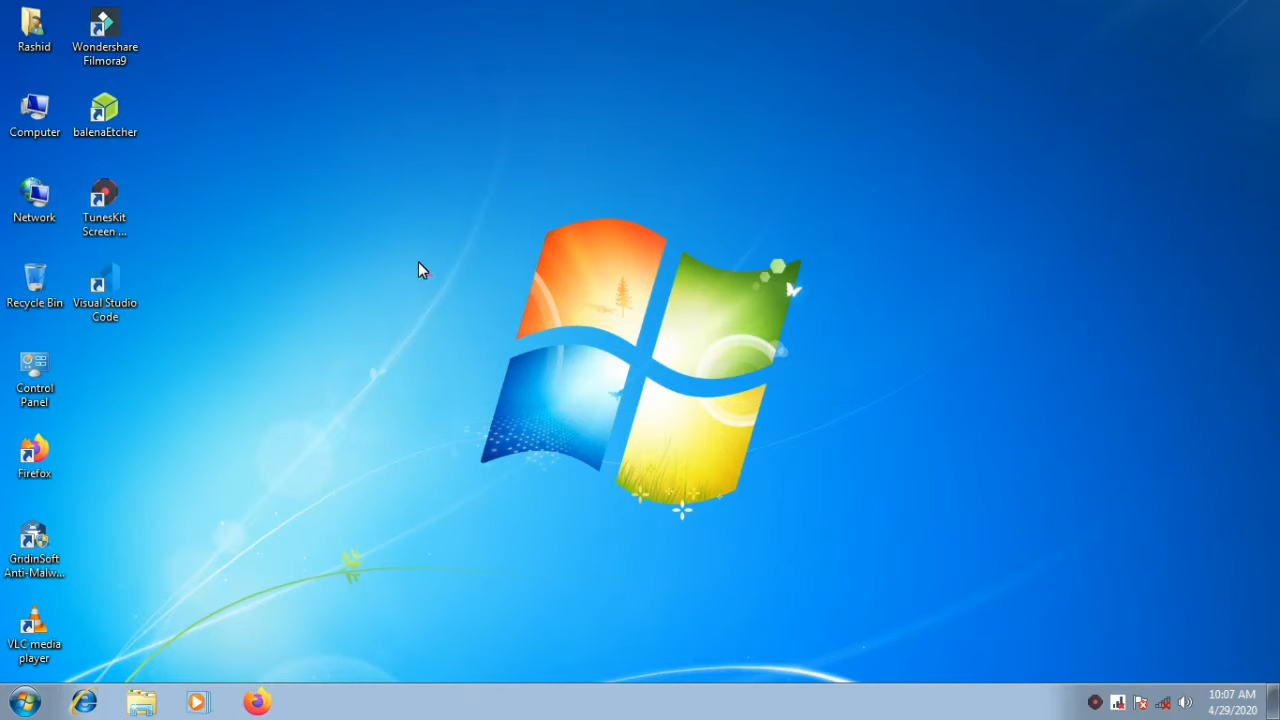 Rashid
Wondershare
Filmora9
Computer
balenaEtcher
Network
TunesKit
Screen ...
Recycle Bin
Visual Studio
Code
Control
Panel
Firefox
GridinSoft
Anti-Malw...
VLC media
player
10:07 AM
4/29/2020